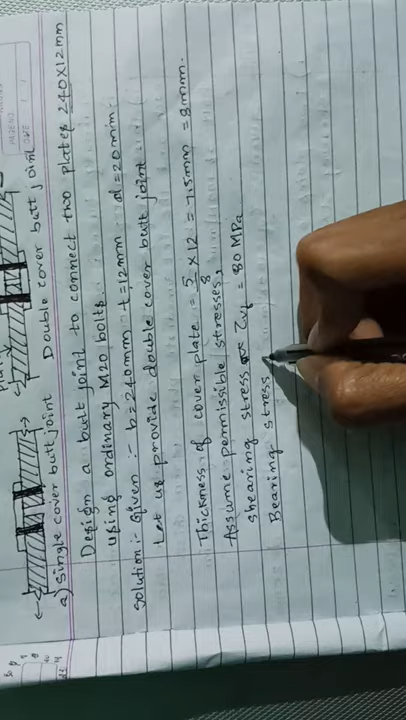 a) Single cover butt joint Double cover butt joint
Design a butt joint to connect two plates 240X12mm
using ordinary M20 bolts.
Solution :- Given :- b=240mm t=12mm d=20mm.
Let us provide double cover butt joint.
Thickness of cover plate = 5/8 X 12 = 7.5mm = 8mm.
Assume permissible stresses,
shearing stress τvf = 80 MPa
Bearing stress